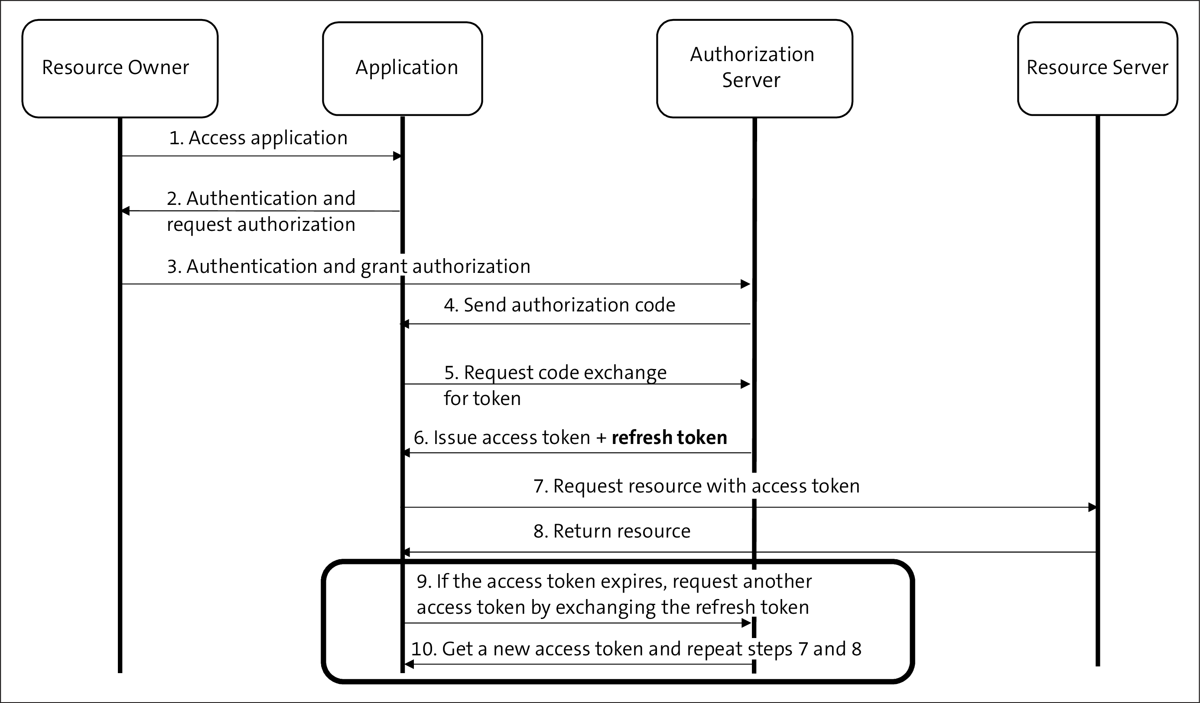 Resource Owner
Application
Authorization
Server
Resource Server
1. Access application
2. Authentication and
request authorization
3. Authentication and grant authorization
4. Send authorization code
5. Request code exchange
for token
6. Issue access token + refresh token
7. Request resource with access token
8. Return resource
9. If the access token expires, request another
access token by exchanging the refresh token
10. Get a new access token and repeat steps 7 and 8